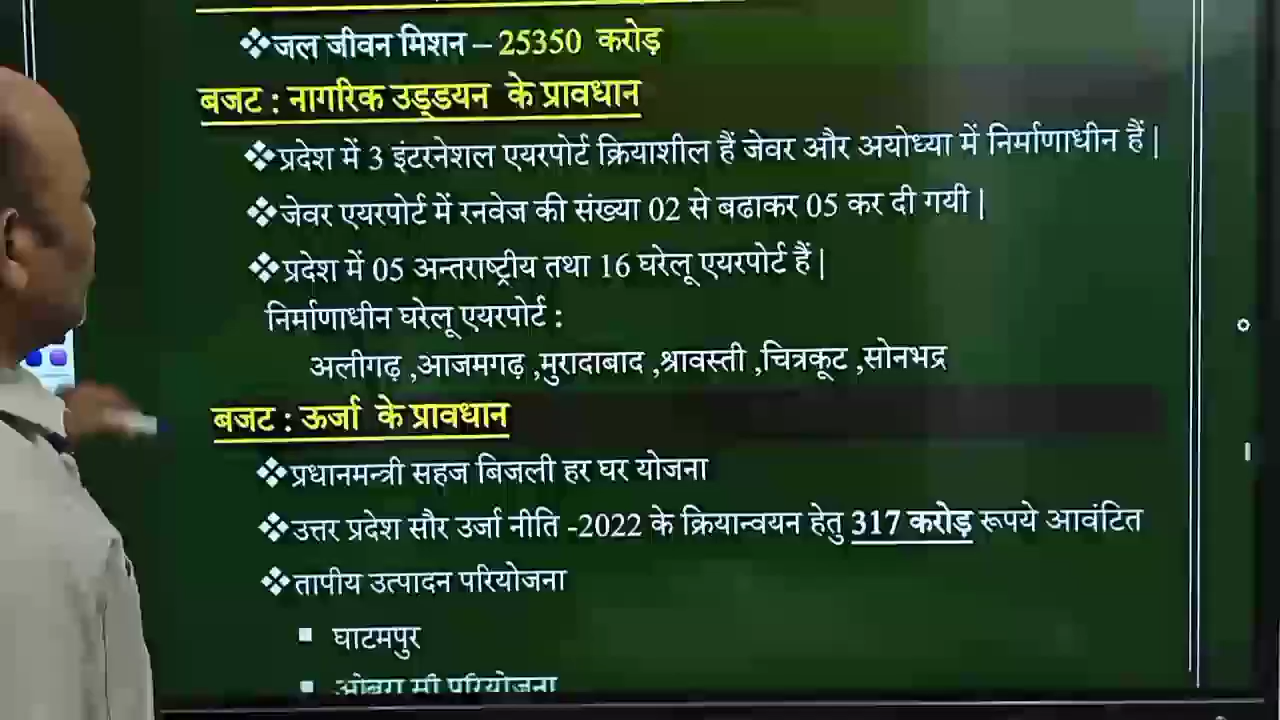 ❖जल जीवन मिशन – 25350 करोड़
बजट : नागरिक उड्डयन के प्रावधान
❖प्रदेश में 3 इंटरनेशल एयरपोर्ट क्रियाशील हैं जेवर और अयोध्या में निर्माणाधीन हैं |
❖जेवर एयरपोर्ट में रनवेज की संख्या 02 से बढाकर 05 कर दी गयी |
❖प्रदेश में 05 अन्तराष्ट्रीय तथा 16 घरेलू एयरपोर्ट हैं |
निर्माणाधीन घरेलू एयरपोर्ट :
अलीगढ़ ,आजमगढ़ ,मुरादाबाद ,श्रावस्ती ,चित्रकूट ,सोनभद्र
बजट : ऊर्जा के प्रावधान
❖प्रधानमन्त्री सहज बिजली हर घर योजना
❖उत्तर प्रदेश सौर उर्जा नीति -2022 के क्रियान्वयन हेतु 317 करोड़ रूपये आवंटित
❖तापीय उत्पादन परियोजना
▪ घाटमपुर
▪ ओबरा सी परियोजना